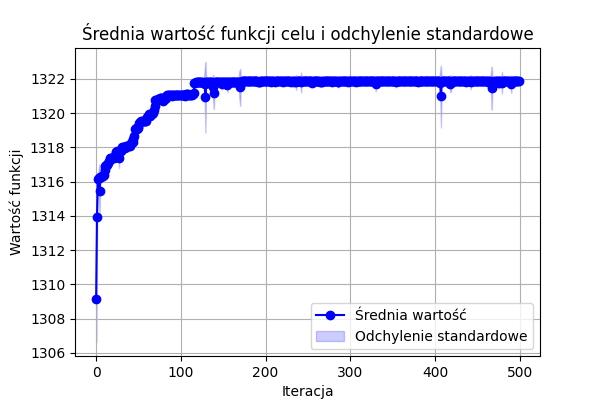 Średnia wartość funkcji celu i odchylenie standardowe
Wartość funkcji
1322
1320
1318
1316
1314
1312
1310
1308
1306
0 100 200 300 400 500
Iteracja
Średnia wartość
Odchylenie standardowe